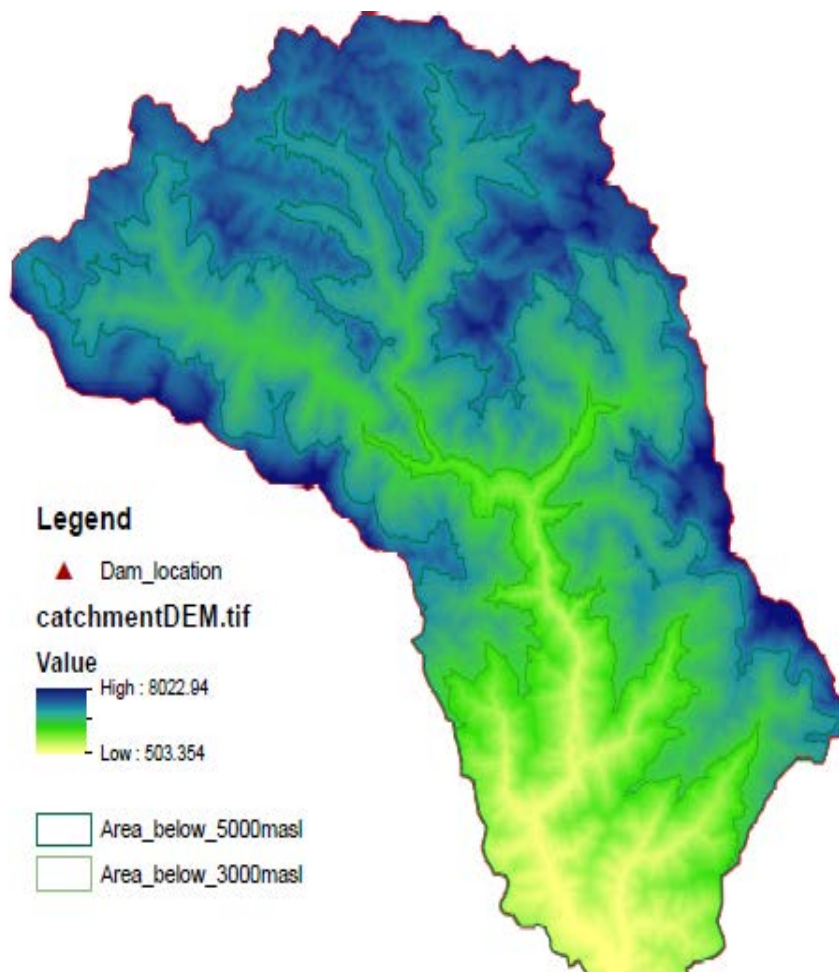 Legend
Dam_location
catchmentDEM.tif
Value
High : 8022.94
Low : 503.354
Area_below_5000masl
Area_below_3000masl